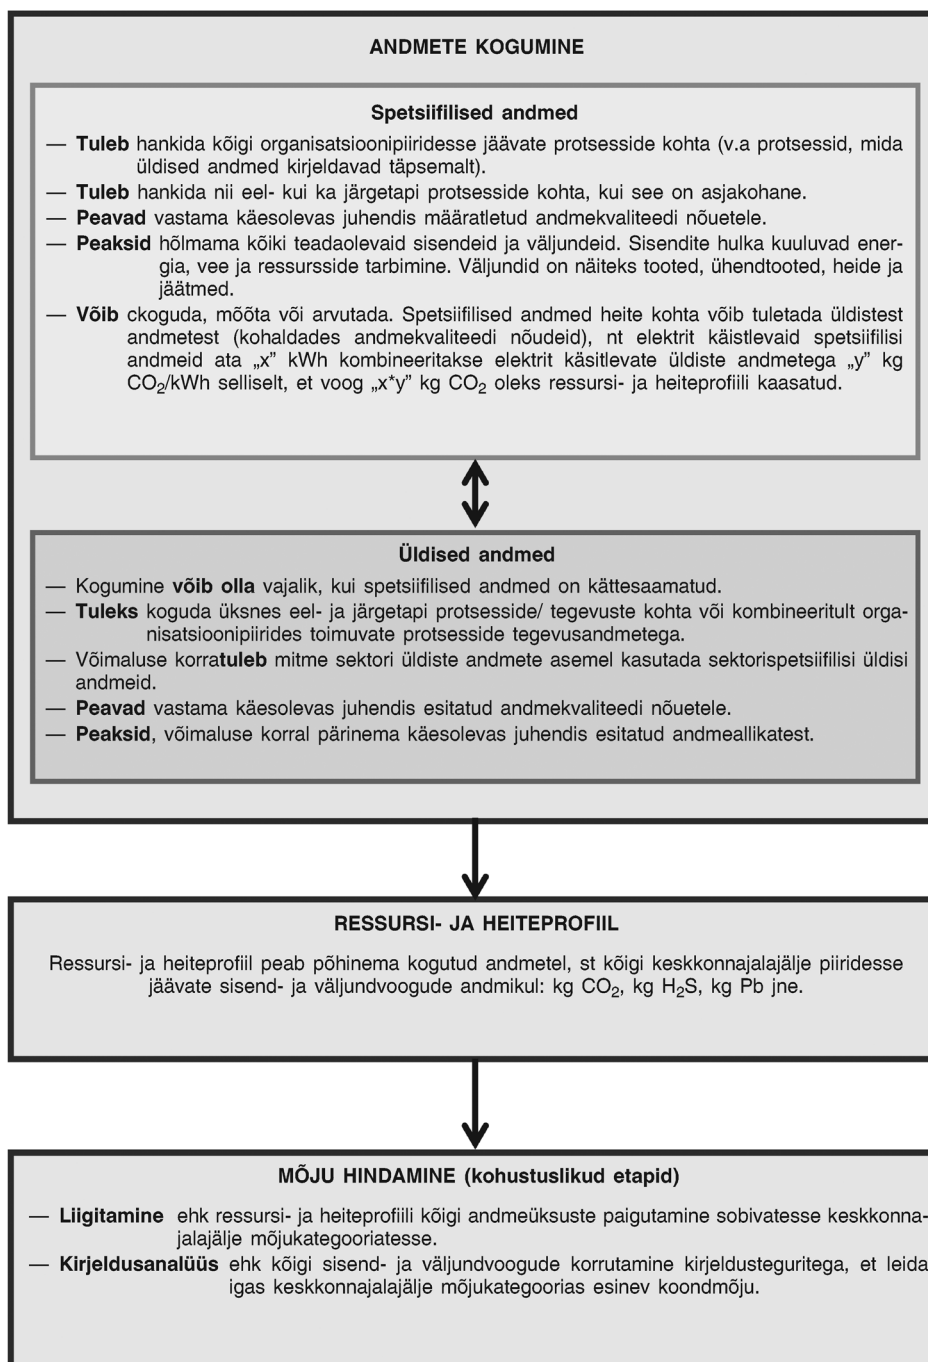 ANDMETE KOGUMINE
Spetsiifilised andmed
— Tuleb hankida kõigi organisatsioonipiiridesse jäävate protsesside kohta (v.a protsessid, mida
üldised andmed kirjeldavad täpsemalt).
— Tuleb hankida nii eel- kui ka järgetapi protsesside kohta, kui see on asjakohane.
— Peavad vastama käesolevas juhendis määratletud andmekvaliteedi nõuetele.
— Peaksid hõlmama kõiki teadaolevaid sisendeid ja väljundeid. Sisendite hulka kuuluvad ener-
gia, vee ja ressursside tarbimine. Väljundid on näiteks tooted, ühendtooted, heide ja
jäätmed.
— Võib ckoguda, mõõta või arvutada. Spetsiifilised andmed heite kohta võib tuletada üldistest
andmetest (kohaldades andmekvaliteedi nõudeid), nt elektrit käistlevaid spetsiifilisi
andmeid ata „x” kWh kombineeritakse elektrit käsitlevate üldiste andmetega „y” kg
CO₂/kWh selliselt, et voog „x*y” kg CO₂ oleks ressursi- ja heiteprofiili kaasatud.
Üldised andmed
— Kogumine võib olla vajalik, kui spetsiifilised andmed on kättesaamatud.
— Tuleks koguda üksnes eel- ja järgetapi protsesside/ tegevuste kohta või kombineeritult orga-
nisatsioonipiirides toimuvate protsesside tegevusandmetega.
— Võimaluse korratuleb mitme sektori üldiste andmete asemel kasutada sektorispetsiifilisi üldisi
andmeid.
— Peavad vastama käesolevas juhendis esitatud andmekvaliteedi nõuetele.
— Peaksid, võimaluse korral pärinema käesolevas juhendis esitatud andmeallikatest.
RESSURSI- JA HEITEPROFIIL
Ressursi- ja heiteprofiil peab põhinema kogutud andmetel, st kõigi keskkonnajalajälje piiridesse
jäävate sisend- ja väljundvoogude andmikul: kg CO₂, kg H₂S, kg Pb jne.
MÕJU HINDAMINE (kohustuslikud etapid)
— Liigitamine ehk ressursi- ja heiteprofiili kõigi andmeüksuste paigutamine sobivatesse keskkonna-
jalajälje mõjukategooriatesse.
— Kirjeldusanalüüs ehk kõigi sisend- ja väljundvoogude korrutamine kirjeldusteguritega, et leida
igas keskkonnajalajälje mõjukategoorias esinev koondmõju.